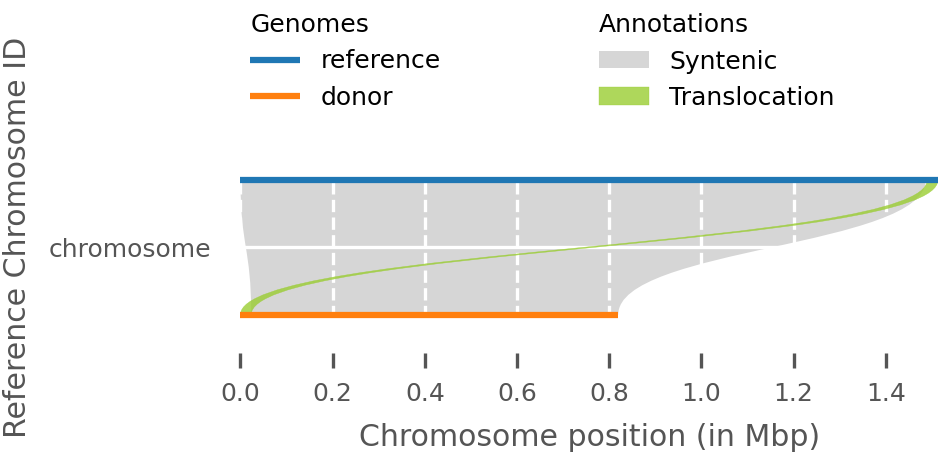 Genomes
reference
donor
Annotations
Syntenic
Translocation
Reference Chromosome ID
chromosome
0.0 0.2 0.4 0.6 0.8 1.0 1.2 1.4
Chromosome position (in Mbp)